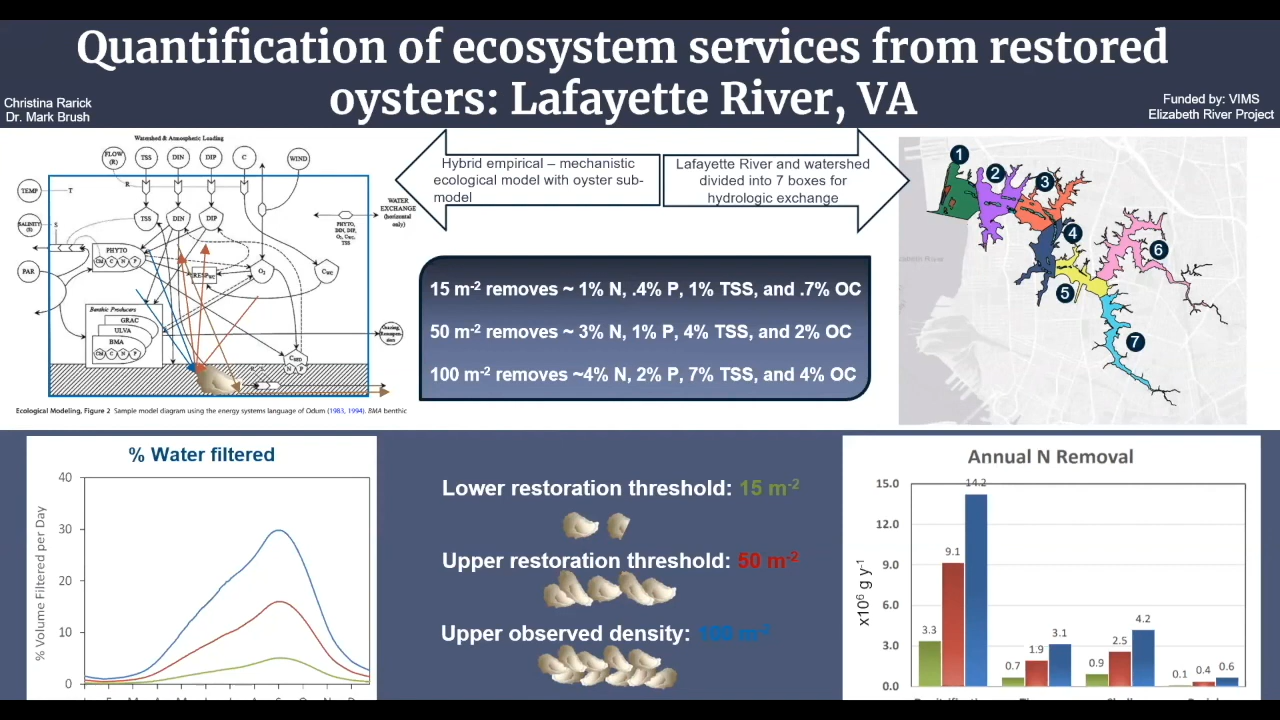 Quantification of ecosystem services from restored
oysters: Lafayette River, VA
Christina Rarick
Dr. Mark Brush
Funded by: VIMS
Elizabeth River Project
Watershed & Atmospheric Loading
FLOW
(R)
TSS
DIN
DIP
C
WIND
TEMP
T
R
SALINITY
(S)
S
TSS
DIN
DIP
WATER
EXCHANGE
(horizontal
only)
PHYTO,
DIN, DIP,
TSS
PHYTO
C N P
PAR
O2
Benthic Producers
GRAC
ULVA
BMA
C N P
N P
Ecological Modeling, Figure 2 Sample model diagram using the energy systems language of Odum (1983, 1994). BMA benthic
Hybrid empirical – mechanistic
ecological model with oyster sub-
model
Lafayette River and watershed
divided into 7 boxes for
hydrologic exchange
15 m-2 removes ~ 1% N, .4% P, 1% TSS, and .7% OC
50 m-2 removes ~ 3% N, 1% P, 4% TSS, and 2% OC
100 m-2 removes ~4% N, 2% P, 7% TSS, and 4% OC
1
2
3
4
5
6
7
% Water filtered
% Volume Filtered per Day
40
30
20
10
0
Lower restoration threshold: 15 m-2
Upper restoration threshold: 50 m-2
Upper observed density: 100 m-2
Annual N Removal
x10^6 g y-1
15.0
12.0
9.0
6.0
3.0
0.0
3.3
9.1
14.2
0.7
1.9
3.1
0.9
2.5
4.2
0.1
0.4
0.6